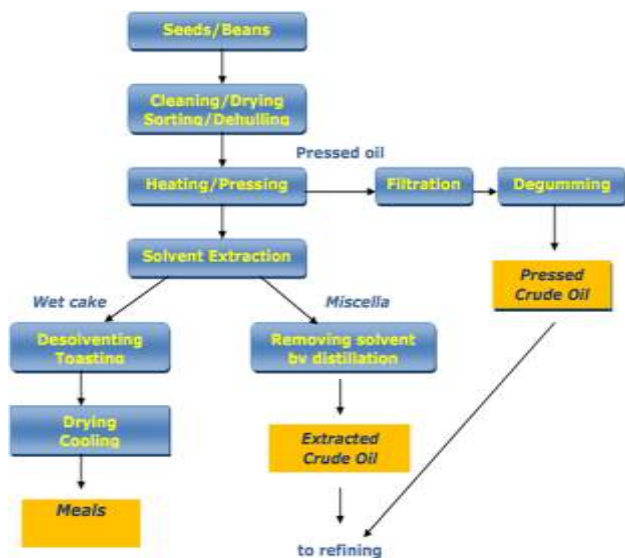 Seeds/Beans
Cleaning/Drying
Sorting/Dehulling
Pressed oil
Heating/Pressing
Filtration
Degumming
Solvent Extraction
Pressed
Crude Oil
Wet cake
Miscella
Desolventing
Toasting
Removing solvent
by distillation
Drying
Cooling
Extracted
Crude Oil
Meals
to refining